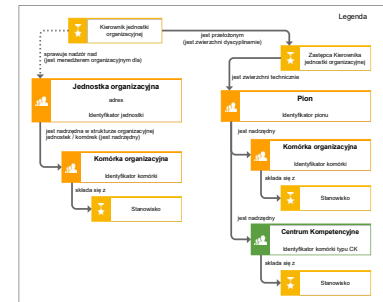 Legenda
Kierownik jednostki
organizacyjnej
jest przełożonym
(jest zwierzchni dyscyplinarnie)
Zastępca Kierownika
jednostki organizacyjnej
sprawuje nadzór nad
(jest menedżerem organizacyjnym dla)
jest zwierzchni technicznie
Jednostka organizacyjna
adres
Identyfikator jednostki
Pion
Identyfikator pionu
jest nadrzędna w strukturze organizacyjnej
jednostek / komórek (jest nadrzędny)
jest nadrzędny
Komórka organizacyjna
Identyfikator komórki
Komórka organizacyjna
Identyfikator komórki
składa się z
składa się z
Stanowisko
Stanowisko
jest nadrzędny
Centrum Kompetencyjne
Identyfikator komórki typu CK
składa się z
Stanowisko